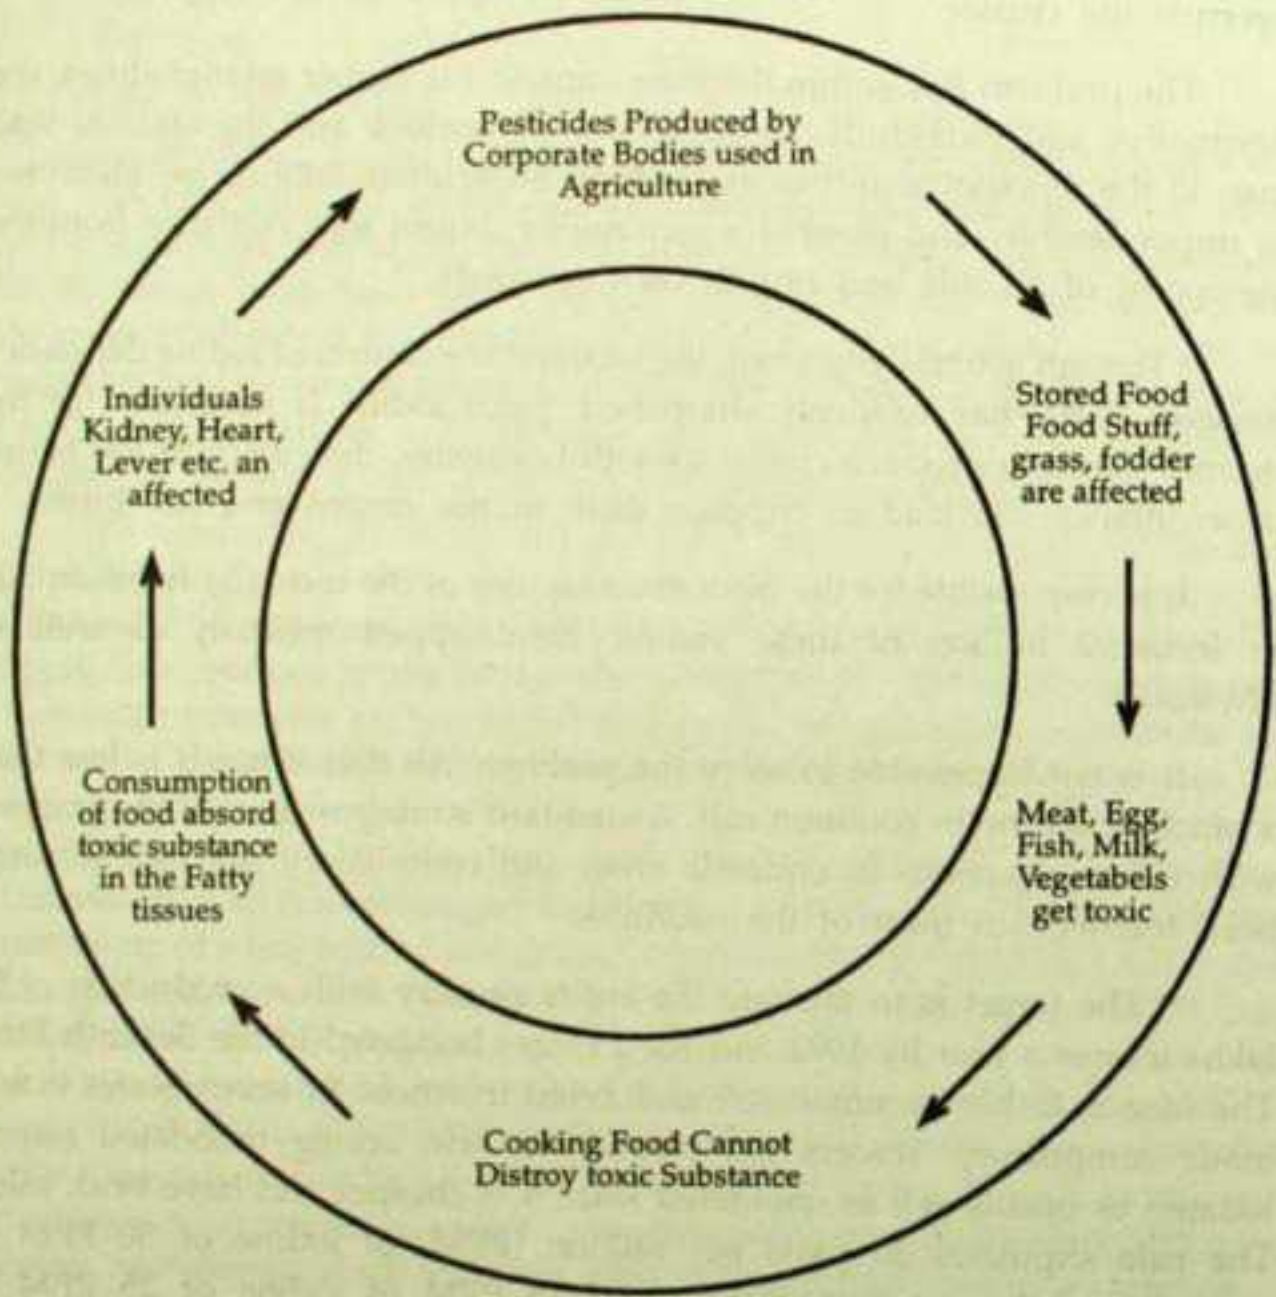 Pesticides Produced by
Corporate Bodies used in
Agriculture
Stored Food
Food Stuff,
grass, fodder
are affected
Meat, Egg,
Fish, Milk,
Vegetabels
get toxic
Cooking Food Cannot
Distroy toxic Substance
Consumption
of food absord
toxic substance
in the Fatty
tissues
Individuals
Kidney, Heart,
Lever etc. an
affected